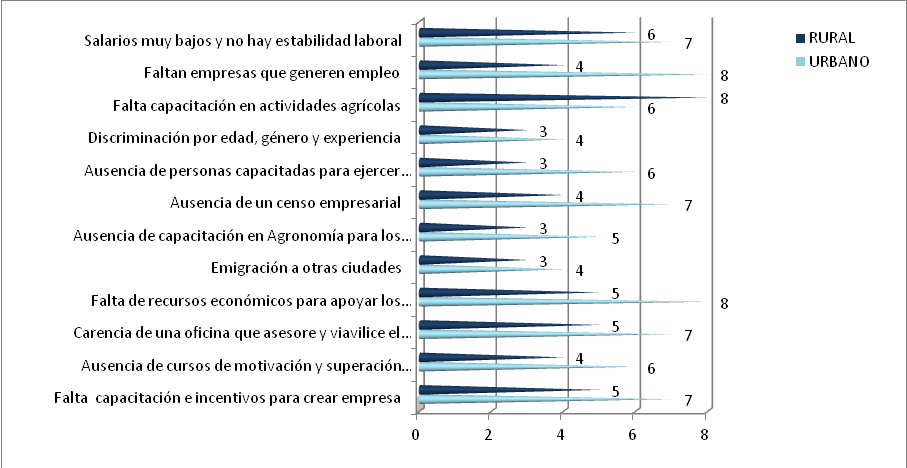 RURAL
URBANO
Salarios muy bajos y no hay estabilidad laboral
6
7
Faltan empresas que generen empleo
4
8
Falta capacitación en actividades agrícolas
8
6
Discriminación por edad, género y experiencia
3
4
Ausencia de personas capacitadas para ejercer...
3
6
Ausencia de un censo empresarial
4
7
Ausencia de capacitación en Agronomía para los...
3
5
Emigración a otras ciudades
3
4
Falta de recursos económicos para apoyar los...
5
8
Carencia de una oficina que asesore y viavilice el...
5
7
Ausencia de cursos de motivación y superación...
4
6
Falta  capacitación e incentivos para crear empresa
5
7
0 2 4 6 8